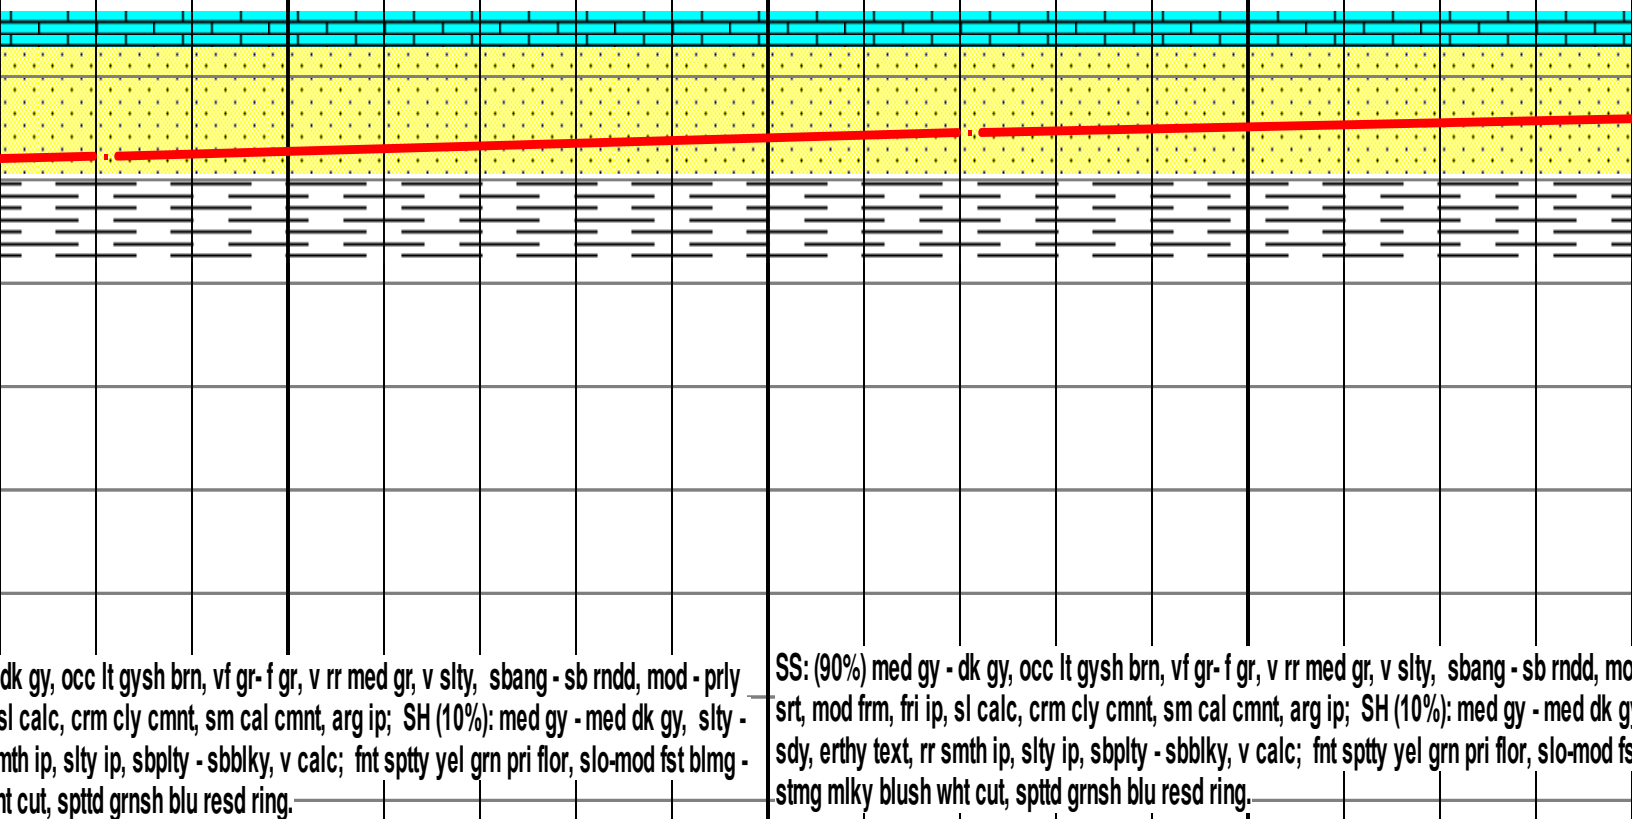 dk gy, occ lt gysh brn, vf gr- f gr, v rr med gr, v slty, sbang - sb rndd, mod - prly
sl calc, crm cly cmnt, sm cal cmnt, arg ip; SH (10%): med gy - med dk gy, slty -
mth ip, slty ip, sbplty - sbblky, v calc; fnt sptty yel grn pri flor, slo-mod fst blmg -
ht cut, spttd grnsh blu resd ring.
SS: (90%) med gy - dk gy, occ lt gysh brn, vf gr- f gr, v rr med gr, v slty, sbang - sb rndd, mo
srt, mod frm, fri ip, sl calc, crm cly cmnt, sm cal cmnt, arg ip; SH (10%): med gy - med dk gy
sdy, erthy text, rr smth ip, slty ip, sbplty - sbblky, v calc; fnt sptty yel grn pri flor, slo-mod fs
stmg mlky blush wht cut, spttd grnsh blu resd ring.